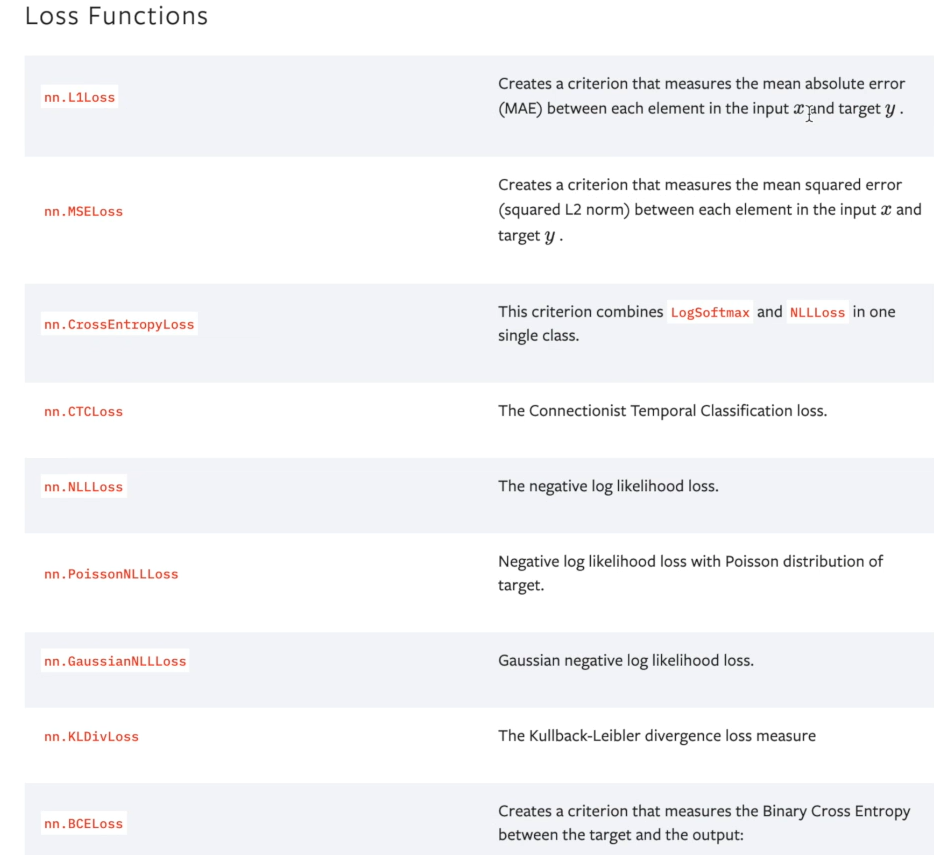 Loss Functions
nn.L1Loss
Creates a criterion that measures the mean absolute error
(MAE) between each element in the input x and target y .
nn.MSELoss
Creates a criterion that measures the mean squared error
(squared L2 norm) between each element in the input x and
target y .
nn.CrossEntropyLoss
This criterion combines LogSoftmax and NLLLoss in one
single class.
nn.CTCLoss
The Connectionist Temporal Classification loss.
nn.NLLLoss
The negative log likelihood loss.
nn.PoissonNLLLoss
Negative log likelihood loss with Poisson distribution of
target.
nn.GaussianNLLLoss
Gaussian negative log likelihood loss.
nn.KLDivLoss
The Kullback-Leibler divergence loss measure
nn.BCELoss
Creates a criterion that measures the Binary Cross Entropy
between the target and the output: